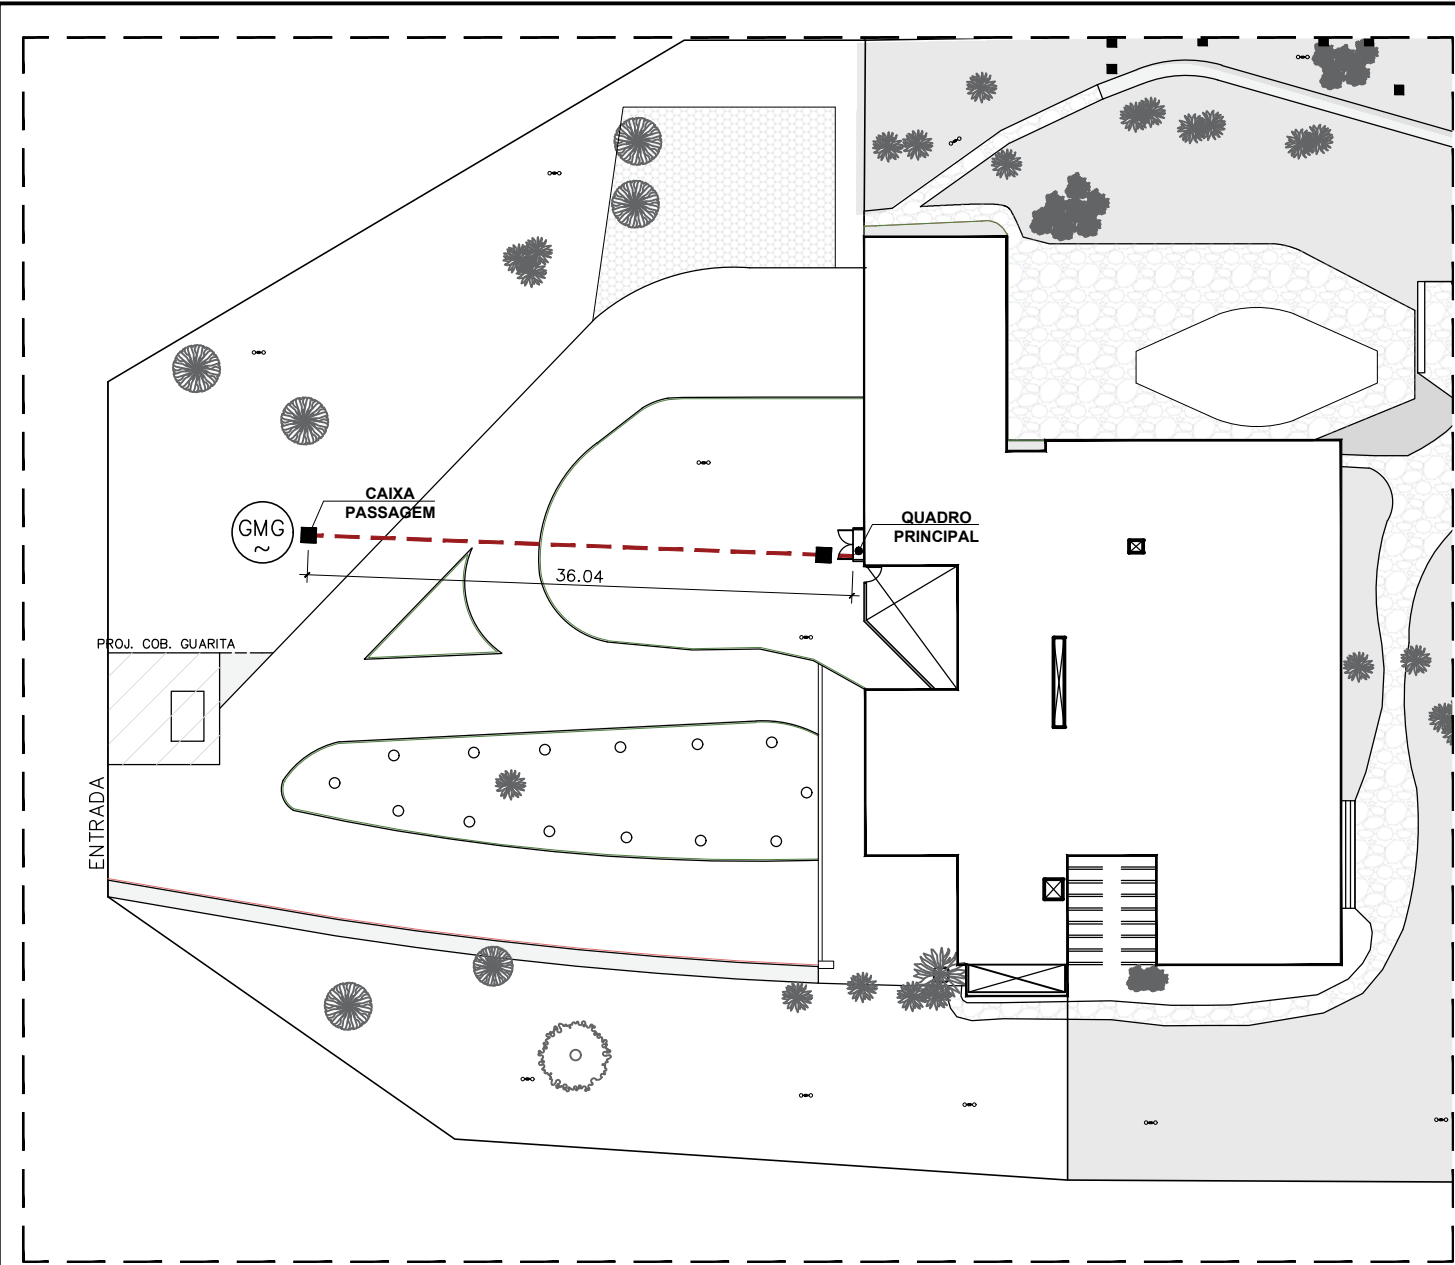 CAIXA
PASSAGEM
GMG
~
QUADRO
PRINCIPAL
36.04
PROJ. COB. GUARITA
ENTRADA